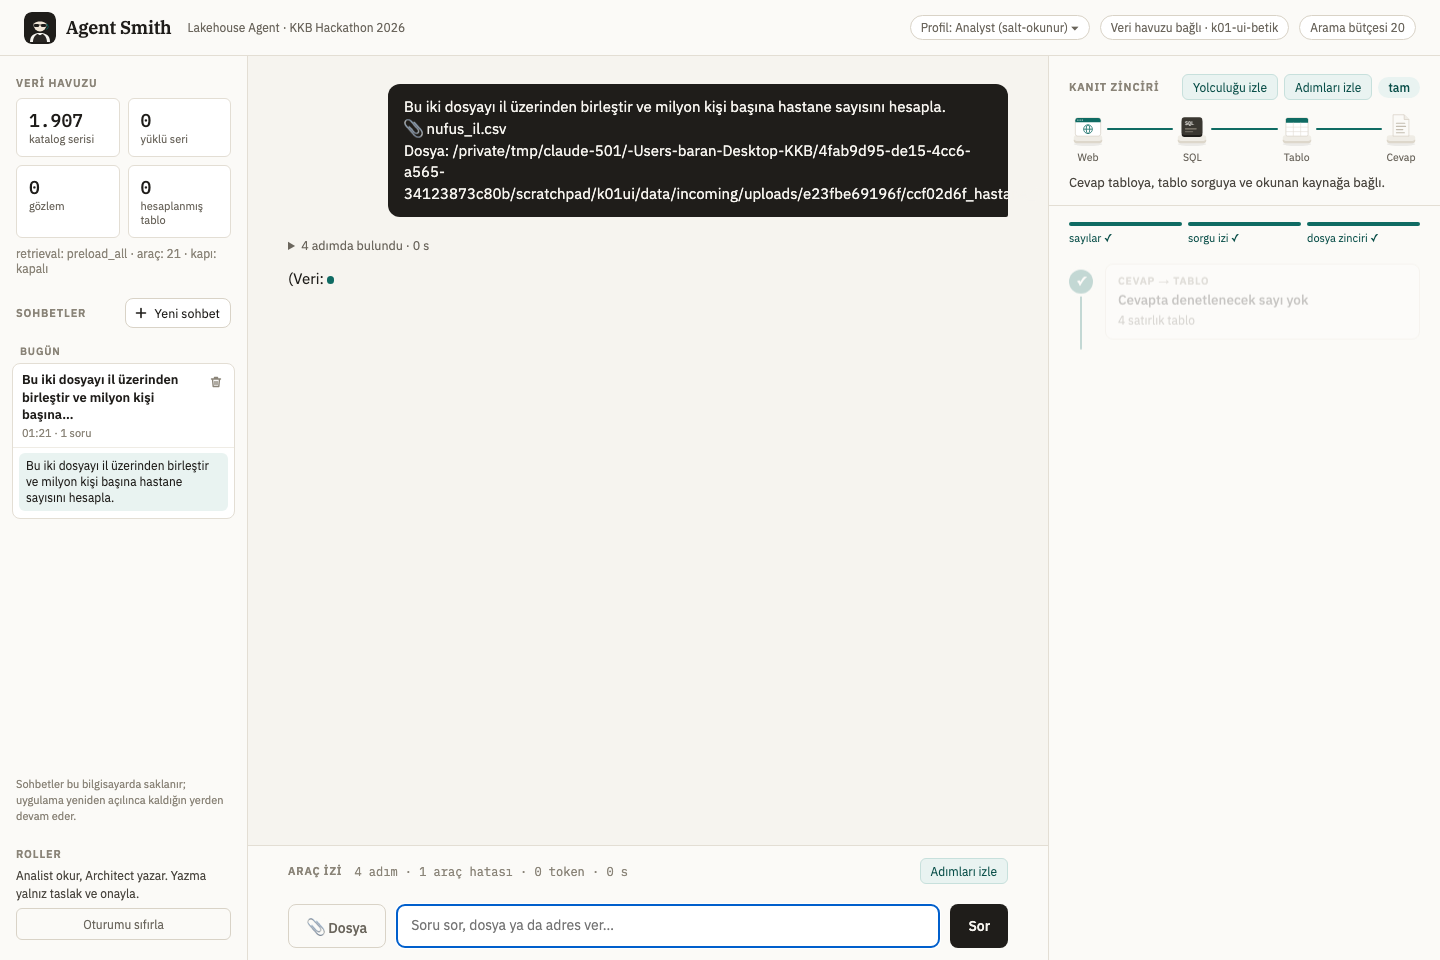 Agent Smith
Lakehouse Agent · KKB Hackathon 2026
Profil: Analyst (salt-okunur)
Veri havuzu bağlı · k01-ui-betik
Arama bütçesi 20
VERİ HAVUZU
1.907
katalog serisi
0
yüklü seri
0
gözlem
0
hesaplanmış
tablo
retrieval: preload_all · araç: 21 · kapı:
kapalı
SOHBETLER
+ Yeni sohbet
BUGÜN
Bu iki dosyayı il üzerinden
birleştir ve milyon kişi
başına...
01:21 · 1 soru
Bu iki dosyayı il üzerinden birleştir
ve milyon kişi başına hastane
sayısını hesapla.
Sohbetler bu bilgisayarda saklanır;
uygulama yeniden açılınca kaldığın yerden
devam eder.
ROLLER
Analist okur, Architect yazar. Yazma
yalnız taslak ve onayla.
Oturumu sıfırla
Bu iki dosyayı il üzerinden birleştir ve milyon kişi başına hastane sayısını hesapla.
📎 nufus_il.csv
Dosya: /private/tmp/claude-501/-Users-baran-Desktop-KKB/4fab9d95-de15-4cc6-
a565-
34123873c80b/scratchpad/k01ui/data/incoming/uploads/e23fbe69196f/ccf02d6f_hasta
4 adımda bulundu · 0 s
(Veri:
ARAÇ İZİ
4 adım · 1 araç hatası · 0 token · 0 s
Adımları izle
📎 Dosya
Soru sor, dosya ya da adres ver...
Sor
KANIT ZİNCİRİ
Yolculuğu izle
Adımları izle
tam
SQL
Web
SQL
Tablo
Cevap
Cevap tabloya, tablo sorguya ve okunan kaynağa bağlı.
sayılar ✓
sorgu izi ✓
dosya zinciri ✓
CEVAP → TABLO
Cevapta denetlenecek sayı yok
4 satırlık tablo